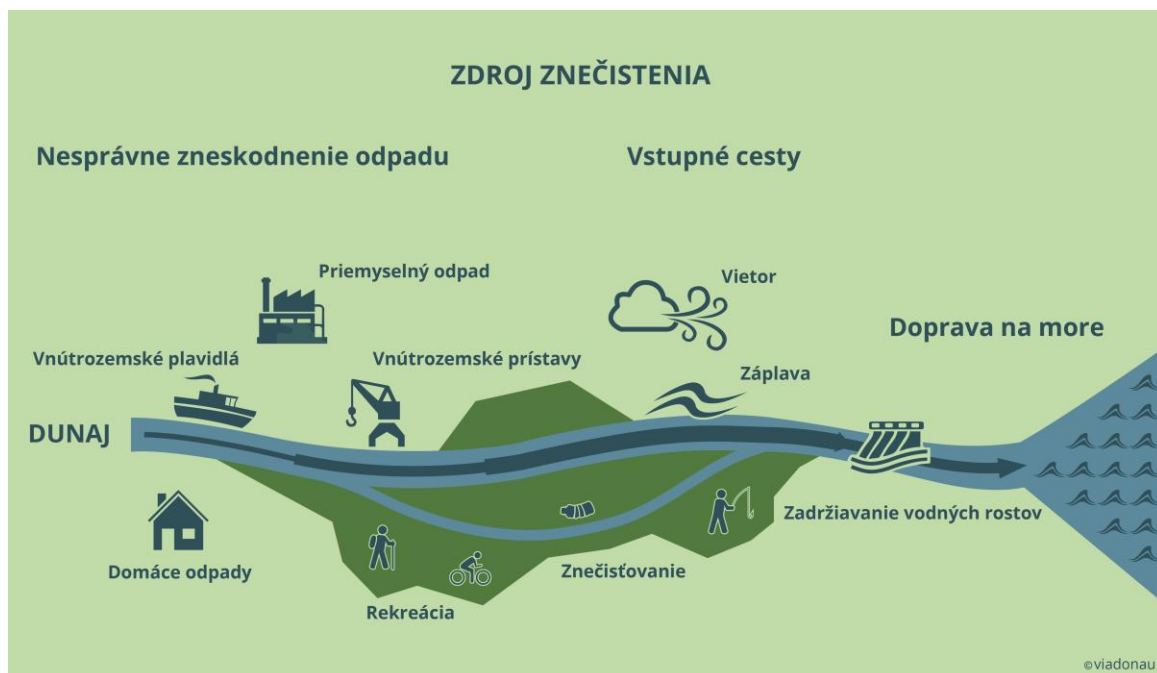 ZDROJ ZNEČISTENIA
Nesprávne zneskodnenie odpadu
Vstupné cesty
Priemyselný odpad
Vietor
Doprava na more
Vnútrozemské plavidlá
Vnútrozemské prístavy
Záplava
DUNAJ
Zadržiavanie vodných rostov
Domáce odpady
Znečisťovanie
Rekreácia
©viadonau